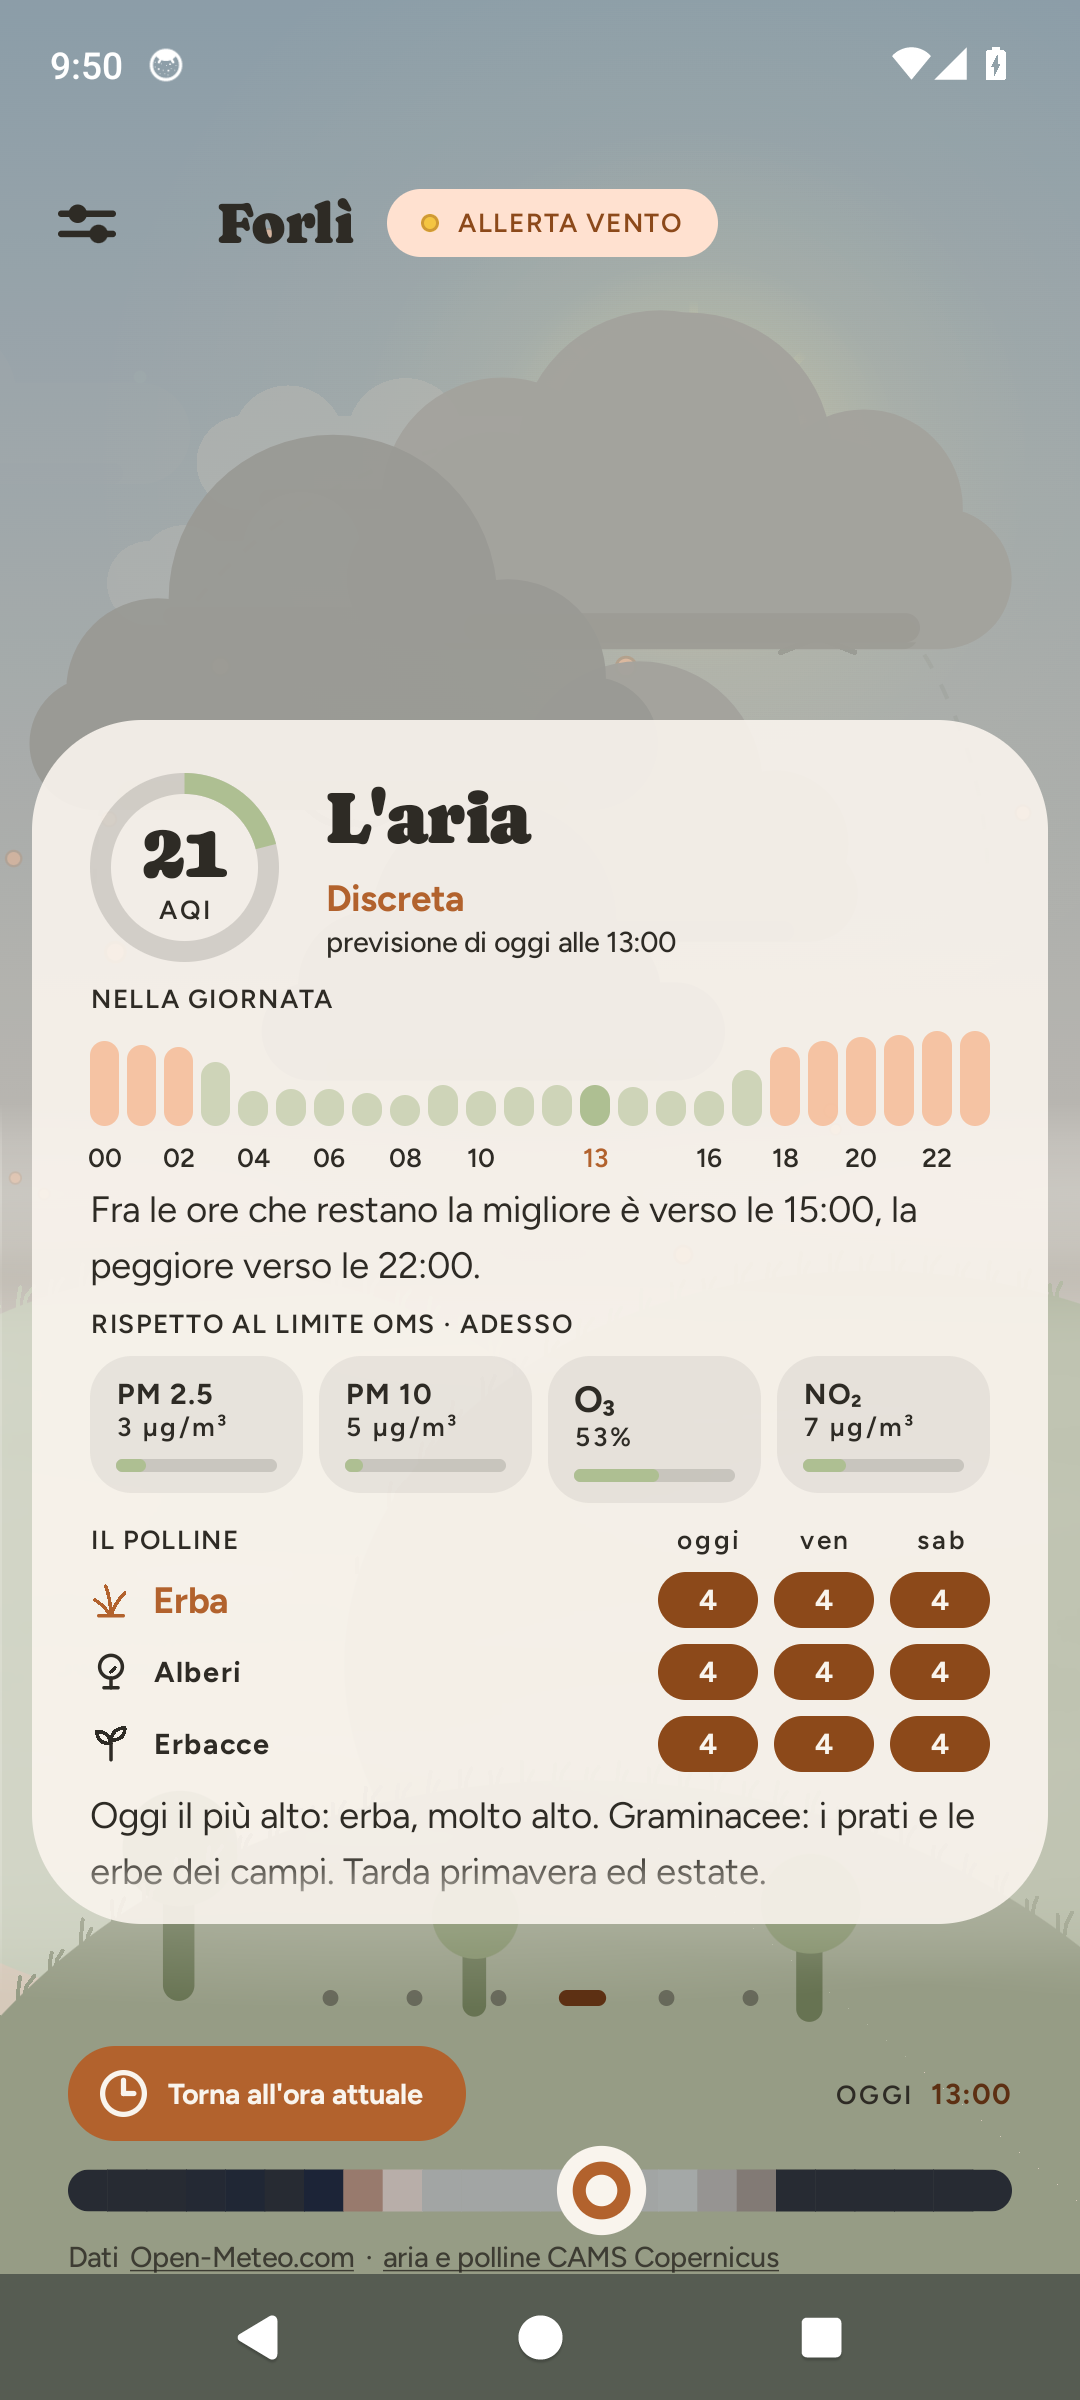 9:50
Forlì
ALLERTA VENTO
21
AQI
L'aria
Discreta
previsione di oggi alle 13:00
NELLA GIORNATA
00 02 04 06 08 10 13 16 18 20 22
Fra le ore che restano la migliore è verso le 15:00, la
peggiore verso le 22:00.
RISPETTO AL LIMITE OMS · ADESSO
PM 2.5
3 µg/m³
PM 10
5 µg/m³
O₃
53%
NO₂
7 µg/m³
IL POLLINE oggi ven sab
Erba 4 4 4
Alberi 4 4 4
Erbacce 4 4 4
Oggi il più alto: erba, molto alto. Graminacee: i prati e le
erbe dei campi. Tarda primavera ed estate.
Torna all'ora attuale
OGGI 13:00
Dati Open-Meteo.com · aria e polline CAMS Copernicus